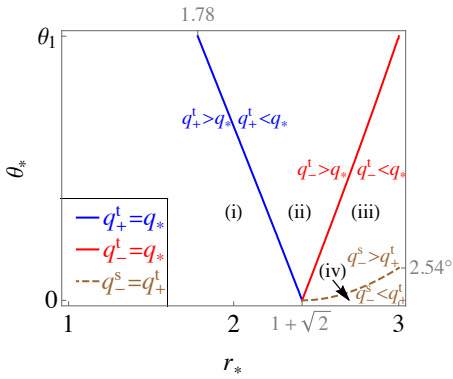 1.78
θ₁
q₊ᵗ>q⁎ q₊ᵗ<q⁎
q₋ᵗ>q⁎ q₋ᵗ<q⁎
θ⁎
(i) (ii) (iii)
q₊ᵗ=q⁎
q₋ᵗ=q⁎
q₋ˢ=q₊ᵗ
q₋ˢ>q₊ᵗ
(iv)
2.54°
q₋ˢ<q₊ᵗ
0
1+√2
1 2 3
r⁎